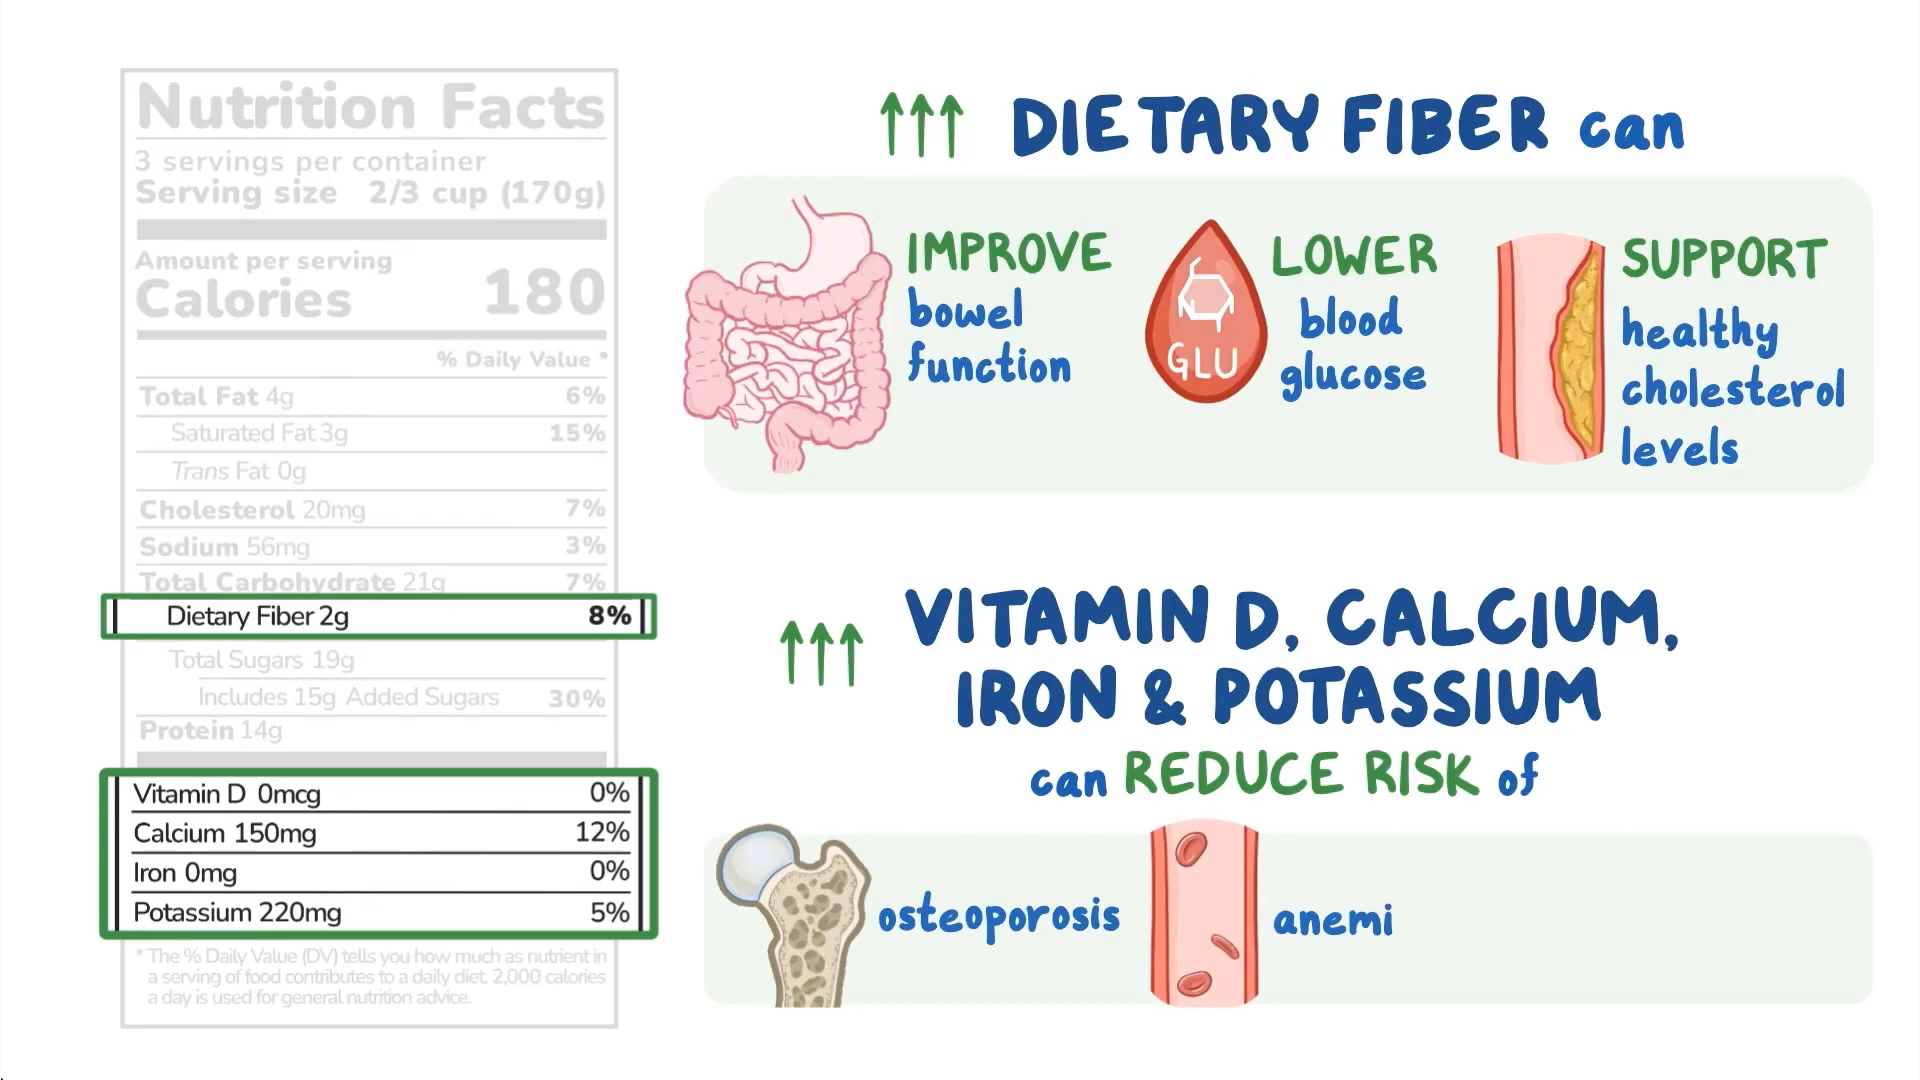 Nutrition Facts
3 servings per container
Serving size 2/3 cup (170g)
Amount per serving
Calories 180
% Daily Value *
Total Fat 4g 6%
Saturated Fat 3g 15%
Trans Fat 0g
Cholesterol 20mg 7%
Sodium 56mg 3%
Total Carbohydrate 21g 7%
Dietary Fiber 2g 8%
Total Sugars 19g
Includes 15g Added Sugars 30%
Protein 14g
Vitamin D 0mcg 0%
Calcium 150mg 12%
Iron 0mg 0%
Potassium 220mg 5%
* The % Daily Value (DV) tells you how much as nutrient in
a serving of food contributes to a daily diet. 2,000 calories
a day is used for general nutrition advice.
↑↑↑ DIETARY FIBER can
IMPROVE
bowel
function
N
GLU
LOWER
blood
glucose
SUPPORT
healthy
cholesterol
levels
↑↑↑ VITAMIN D, CALCIUM,
IRON & POTASSIUM
can REDUCE RISK of
osteoporosis
anemi